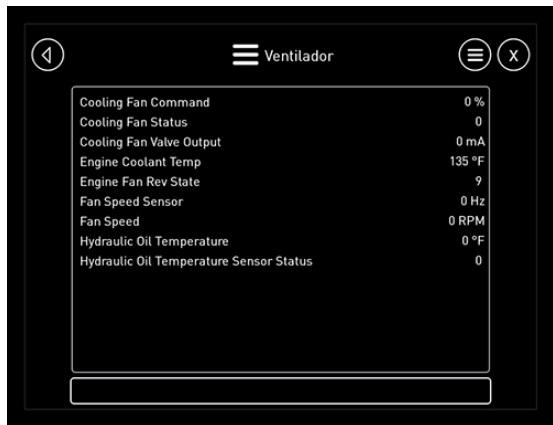 Ventilador
X
Cooling Fan Command 0 %
Cooling Fan Status 0
Cooling Fan Valve Output 0 mA
Engine Coolant Temp 135 °F
Engine Fan Rev State 9
Fan Speed Sensor 0 Hz
Fan Speed 0 RPM
Hydraulic Oil Temperature 0 °F
Hydraulic Oil Temperature Sensor Status 0